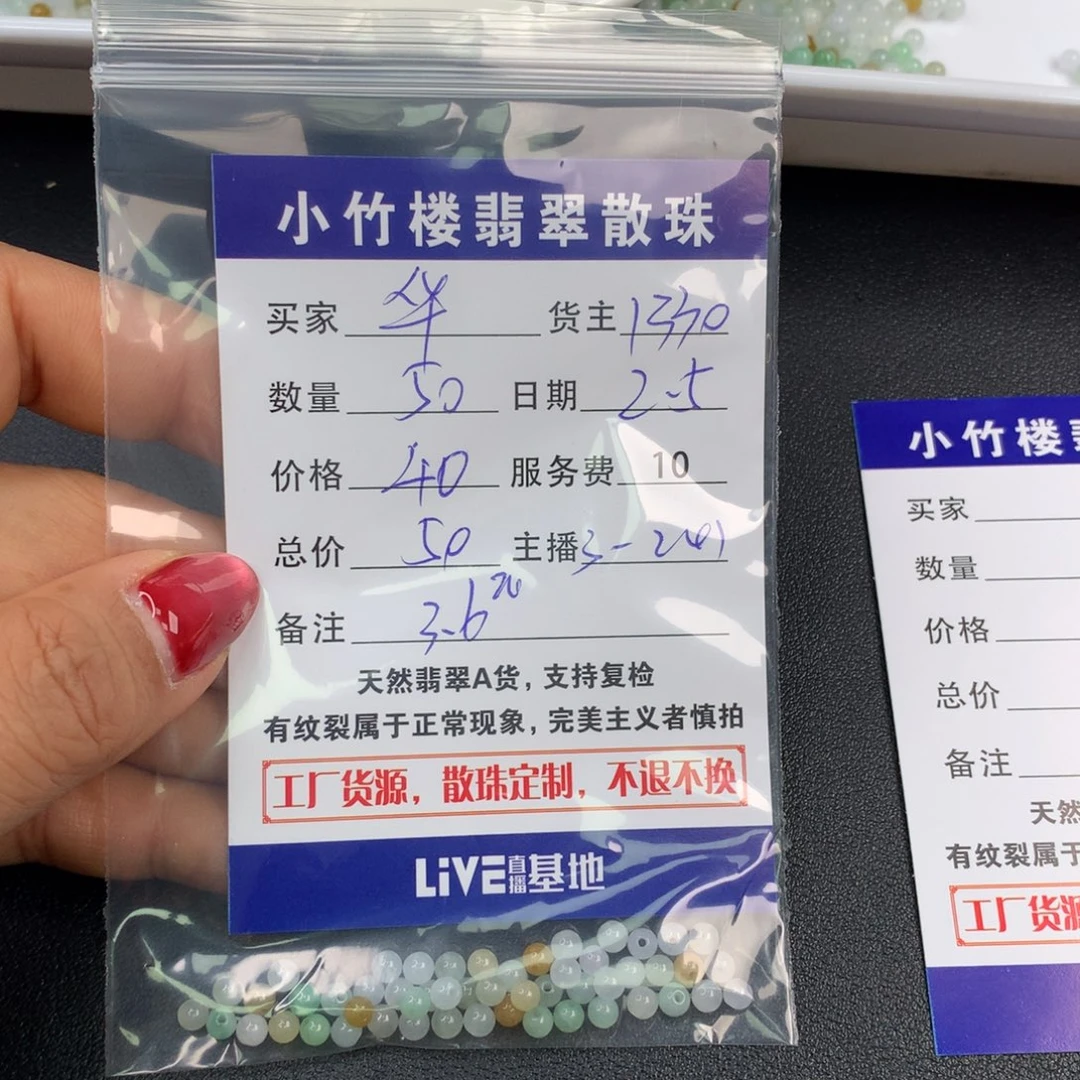 小竹楼翡翠散珠
买家 华 货主 1330
数量 50 日期 2-5
价格 40 服务费 10
总价 50 主播
备注 3-6
天然翡翠A货，支持复检
有纹裂属于正常现象，完美主义者慎拍
工厂货源，散珠定制，不退不换
LiVE直播基地
小竹楼
买家
数量
价格
总价
备注
天然
有纹裂属于
工厂货源